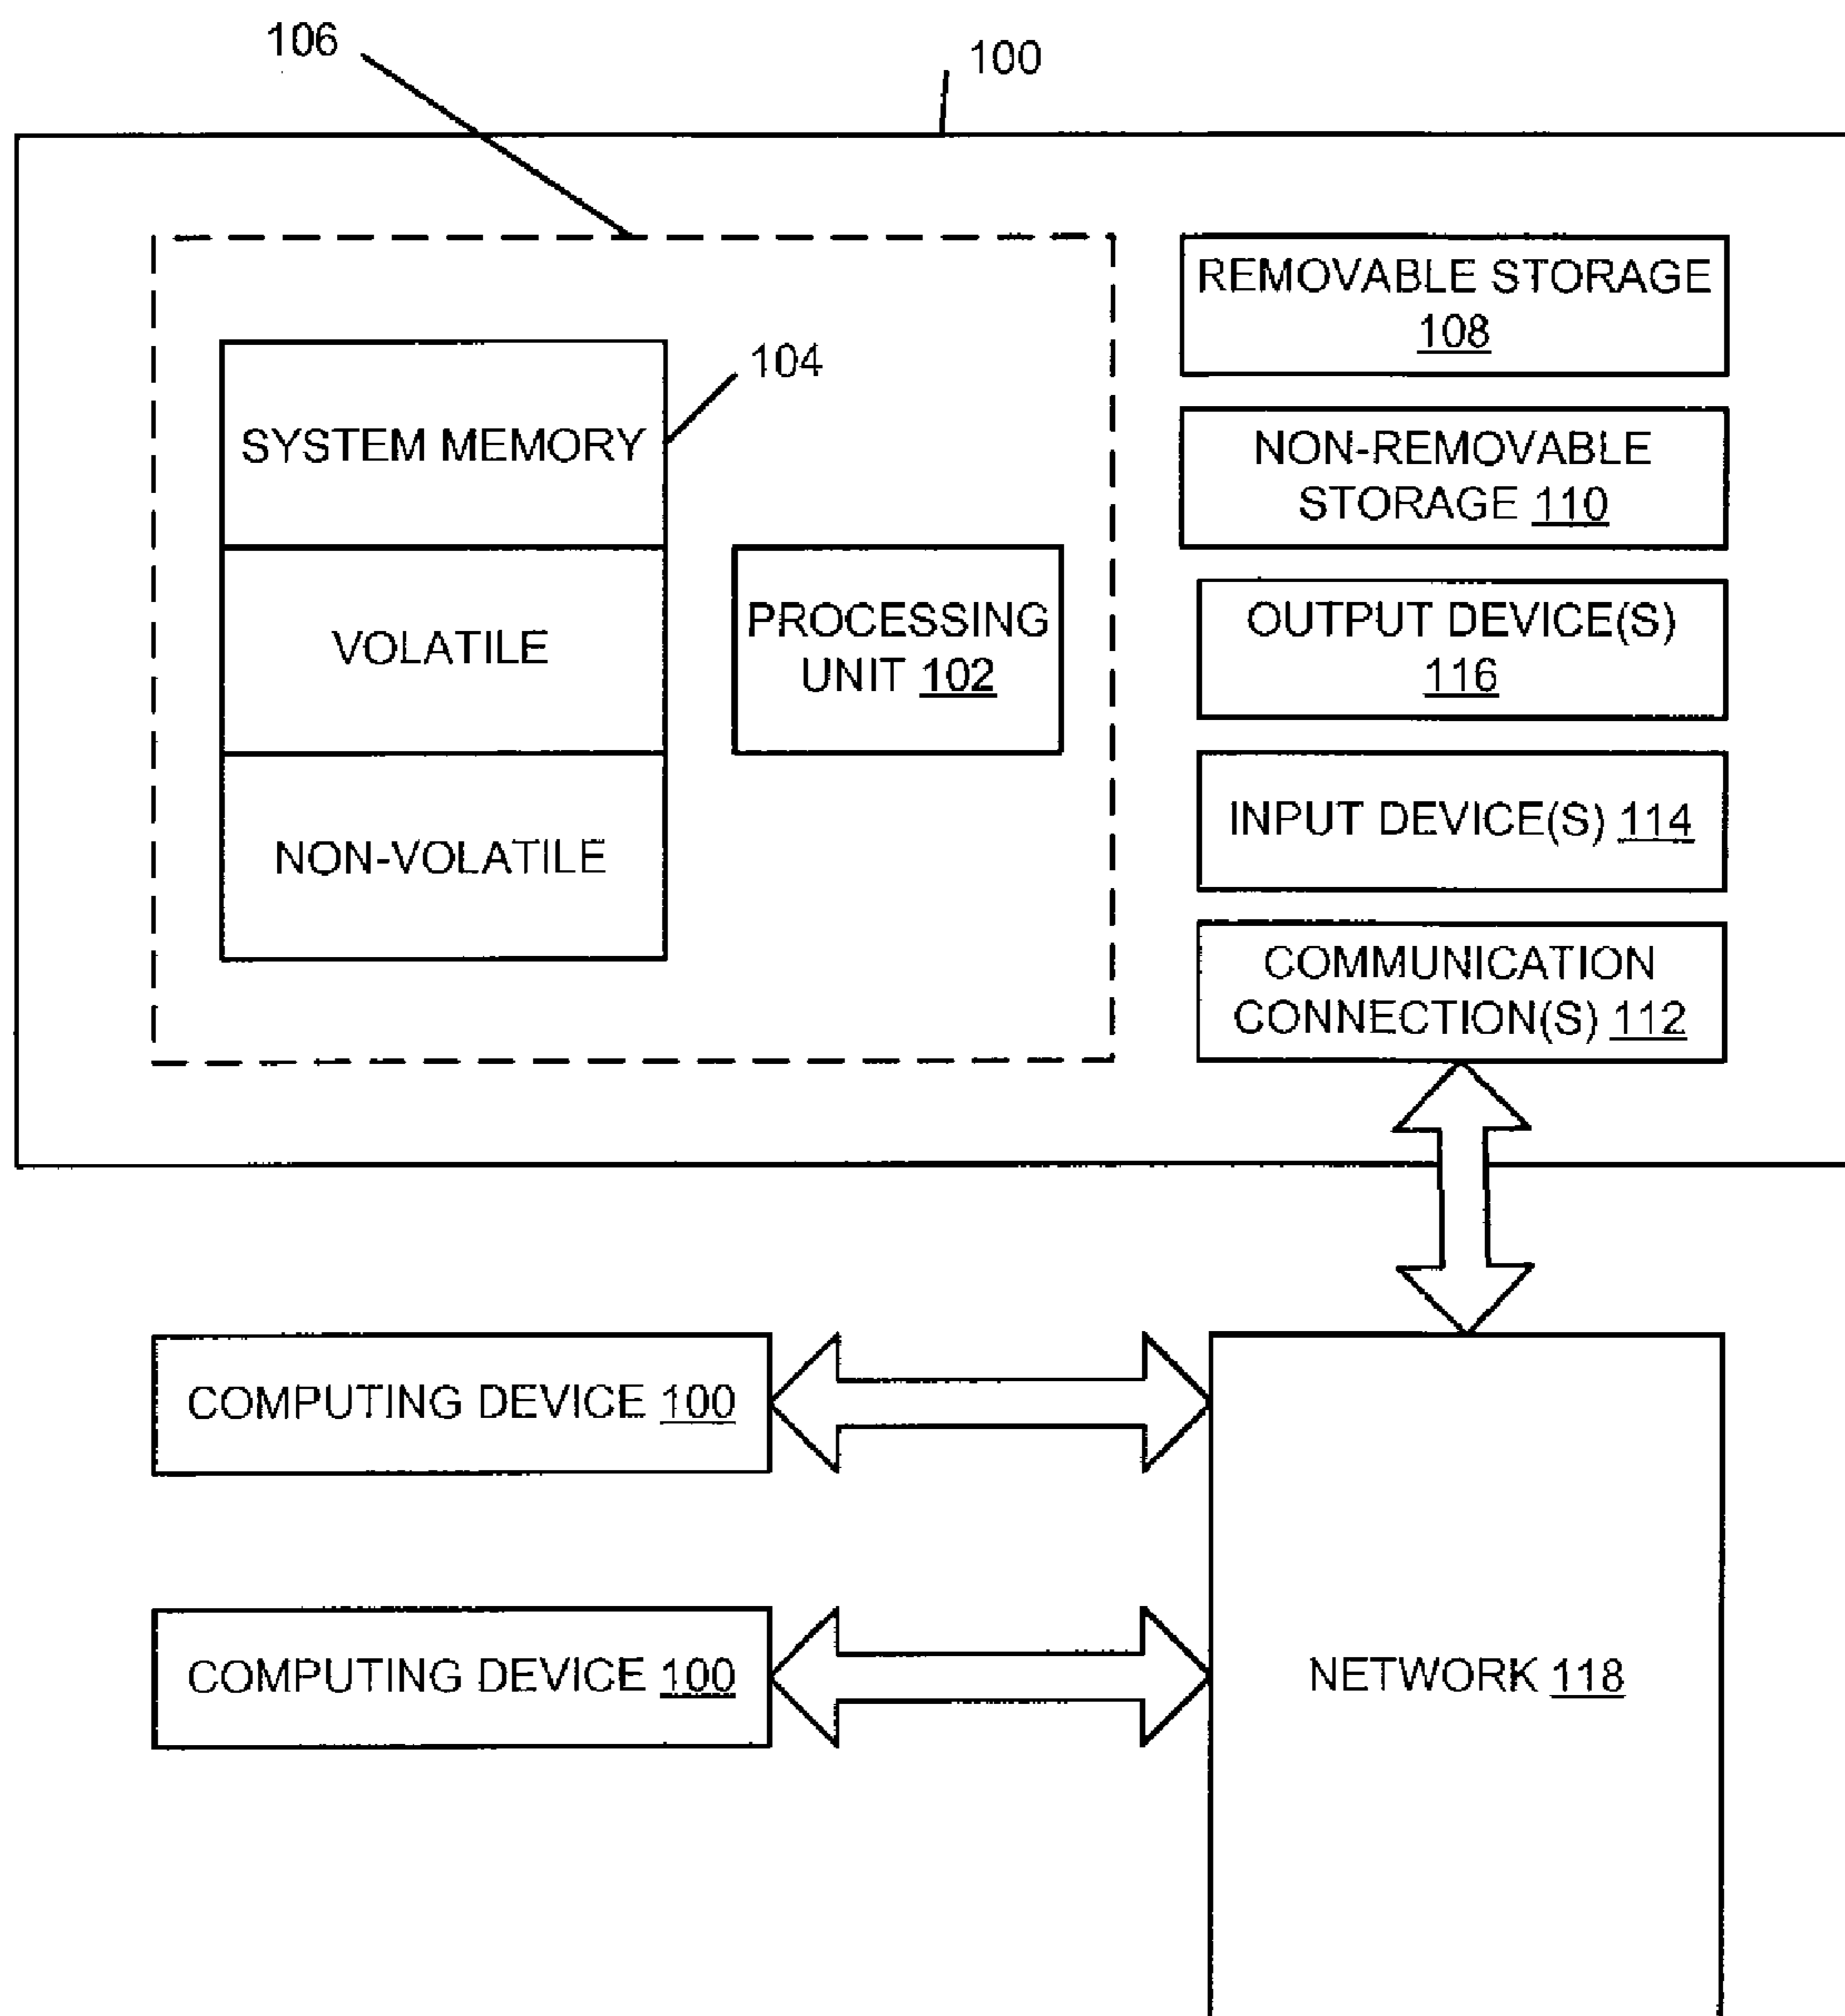 106
100
104
SYSTEM MEMORY
VOLATILE
NON-VOLATILE
PROCESSING
UNIT 102
REMOVABLE STORAGE
108
NON-REMOVABLE
STORAGE 110
OUTPUT DEVICE(S)
116
INPUT DEVICE(S) 114
COMMUNICATION
CONNECTION(S) 112
COMPUTING DEVICE 100
COMPUTING DEVICE 100
NETWORK 118